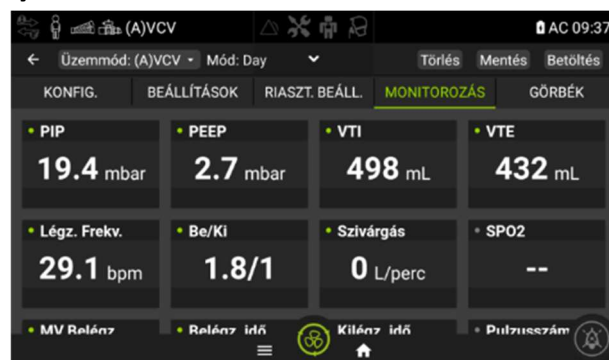 (A)VCV AC 09:37
Üzemmód: (A)VCV Mód: Day Törlés Mentés Betöltés
KONFIG. BEÁLLÍTÁSOK RIASZT. BEÁLL. MONITOROZÁS GÖRBÉK
PIP PEEP VTI VTE
19.4 mbar 2.7 mbar 498 mL 432 mL
Légz. Frekv. Be/Ki Szivárgás SPO2
29.1 bpm 1.8/1 0 L/perc --
MV Belégz Belégz. idő Kilégz. idő Pulzusszám